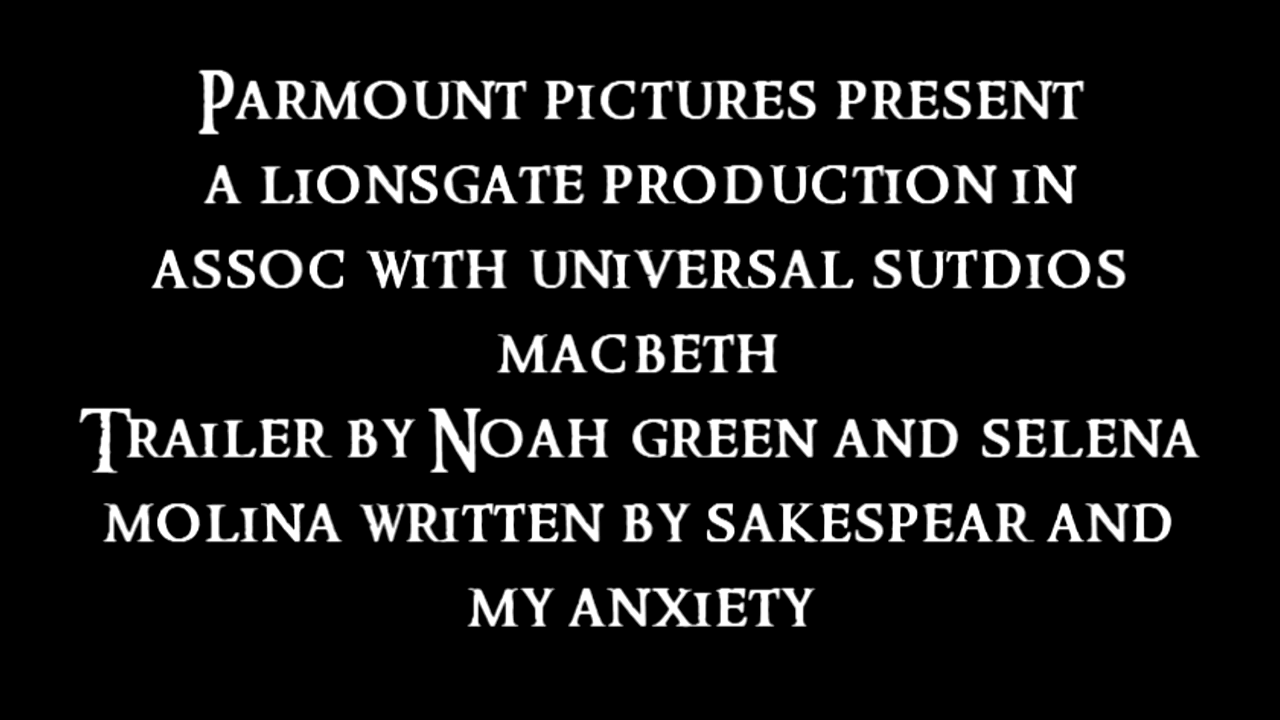 Parmount pictures present
a lionsgate production in
assoc with universal sutdios
macbeth
Trailer by Noah green and selena
molina written by sakespear and
my anxiety